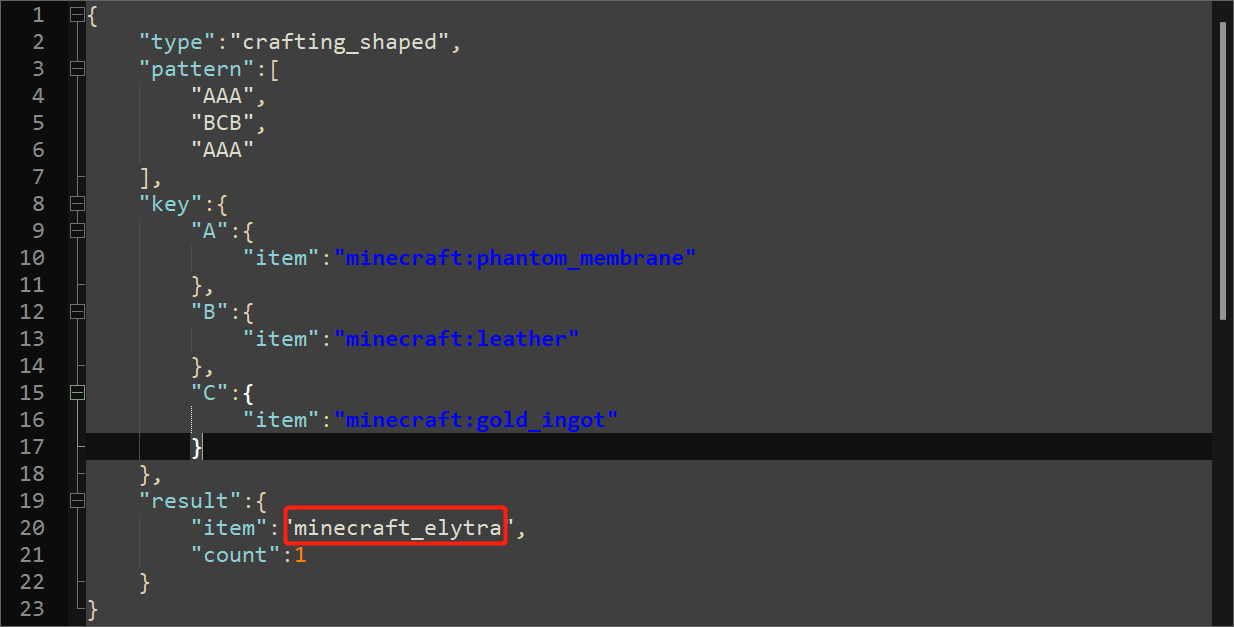 1 {
2 "type":"crafting_shaped",
3 "pattern":[
4 "AAA",
5 "BCB",
6 "AAA"
7 ],
8 "key":{
9 "A":{
10 "item":"minecraft:phantom_membrane"
11 },
12 "B":{
13 "item":"minecraft:leather"
14 },
15 "C":{
16 "item":"minecraft:gold_ingot"
17 }
18 },
19 "result":{
20 "item":"minecraft_elytra",
21 "count":1
22 }
23 }